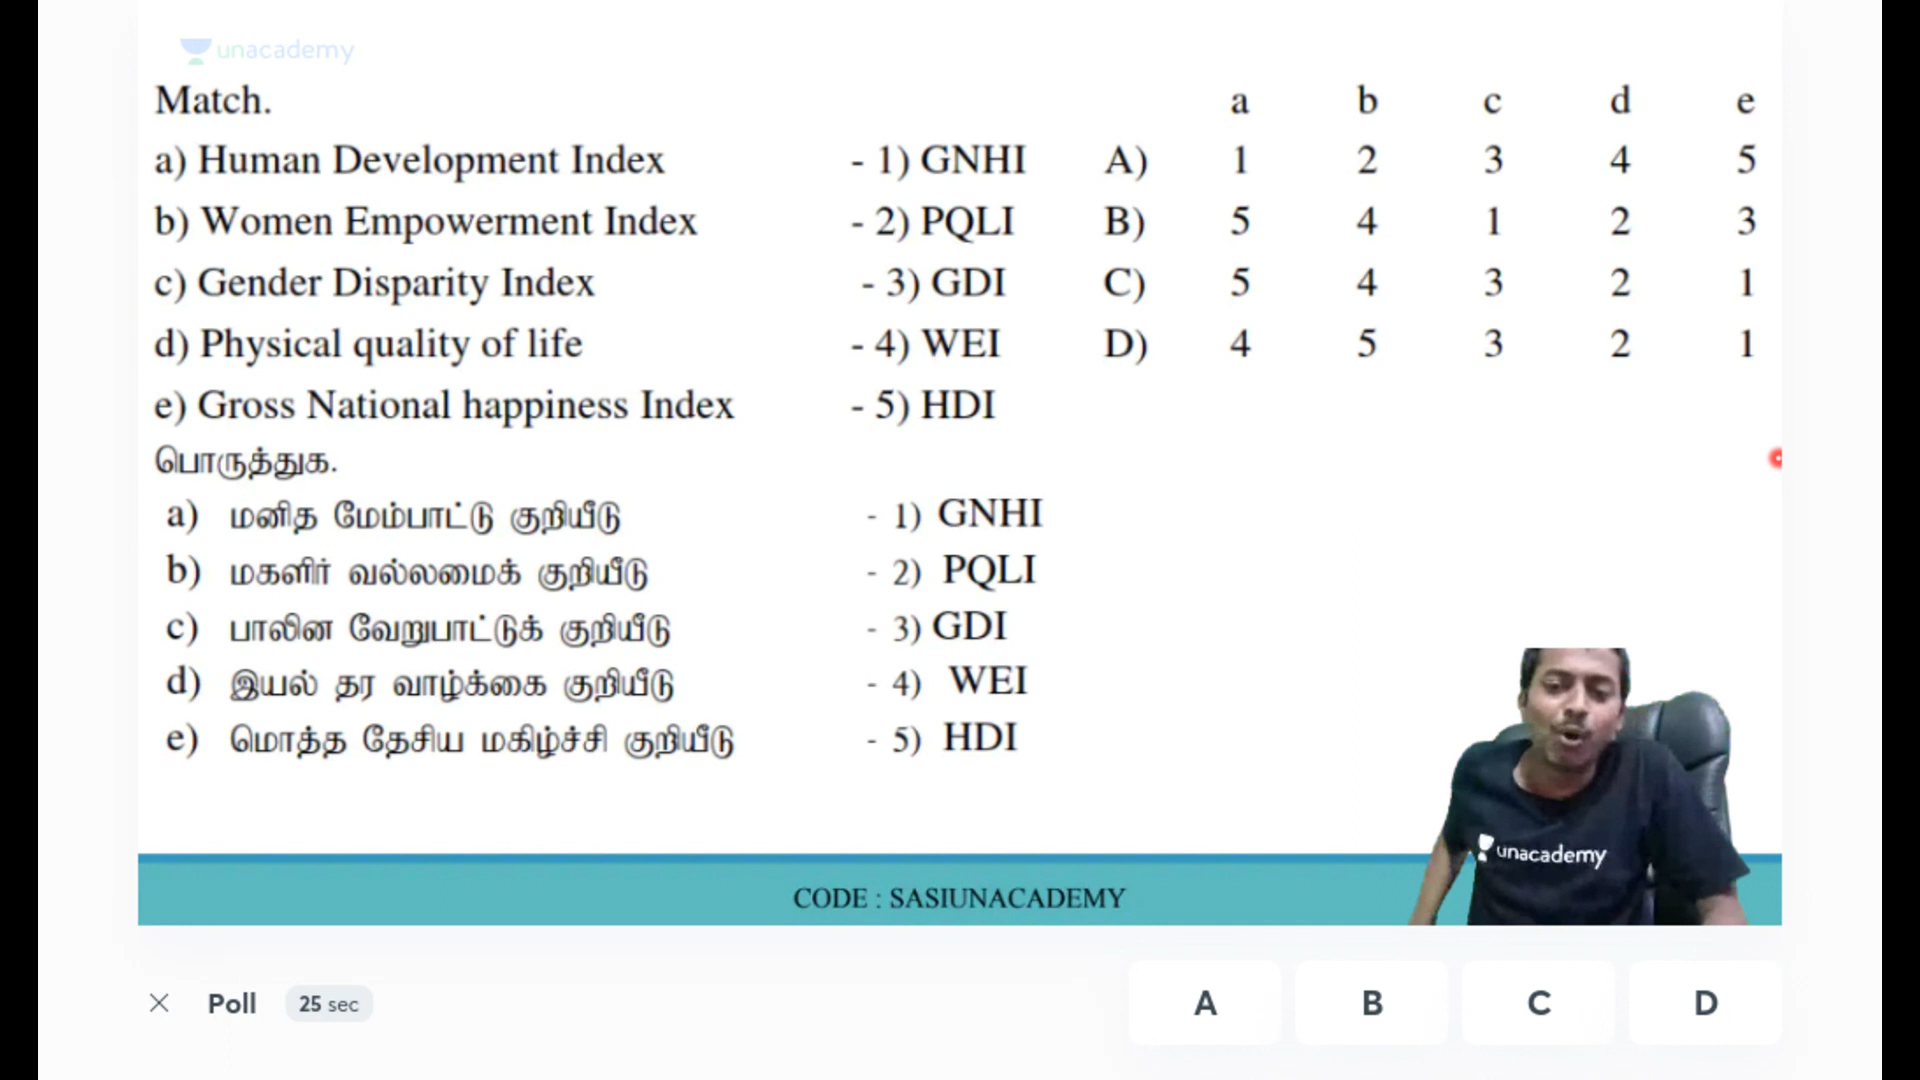 unacademy
Match. a b c d e
a) Human Development Index - 1) GNHI A) 1 2 3 4 5
b) Women Empowerment Index - 2) PQLI B) 5 4 1 2 3
c) Gender Disparity Index - 3) GDI C) 5 4 3 2 1
d) Physical quality of life - 4) WEI D) 4 5 3 2 1
e) Gross National happiness Index - 5) HDI
பொருத்துக.
a) மனித மேம்பாட்டு குறியீடு - 1) GNHI
b) மகளிர் வல்லமைக் குறியீடு - 2) PQLI
c) பாலின வேறுபாட்டுக் குறியீடு - 3) GDI
d) இயல் தர வாழ்க்கை குறியீடு - 4) WEI
e) மொத்த தேசிய மகிழ்ச்சி குறியீடு - 5) HDI
unacademy
CODE : SASIUNACADEMY
Poll 25 sec A B C D